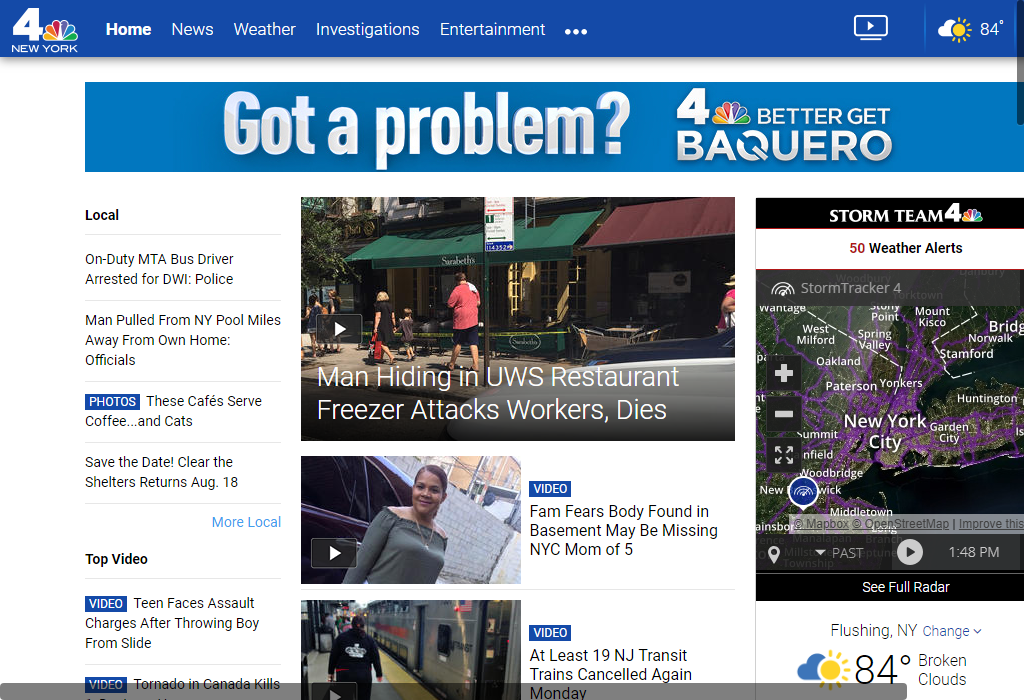 4
NEW YORK
Home News Weather Investigations Entertainment
84°
Got a problem?
4 BETTER GET
BAQUERO
Local
On-Duty MTA Bus Driver
Arrested for DWI: Police
Man Pulled From NY Pool Miles
Away From Own Home:
Officials
PHOTOS These Cafés Serve
Coffee...and Cats
Save the Date! Clear the
Shelters Returns Aug. 18
More Local
Top Video
VIDEO Teen Faces Assault
Charges After Throwing Boy
From Slide
VIDEO Tornado in Canada Kills
Sarabeth's
Sarabeth's
Man Hiding in UWS Restaurant
Freezer Attacks Workers, Dies
VIDEO
Fam Fears Body Found in
Basement May Be Missing
NYC Mom of 5
VIDEO
At Least 19 NJ Transit
Trains Cancelled Again
Monday
STORM TEAM 4
50 Weather Alerts
StormTracker 4
Wantage
Stony
Point
Mount
Kisco
West
Milford
Spring
Valley
Norwalk
Stamford
Oakland
Paterson Yonkers
Huntington
New York
City
Garden
City
Summit
Woodbridge
Middletown
© Mapbox © OpenStreetMap | Improve this
PAST
1:48 PM
See Full Radar
Flushing, NY Change
84° Broken
Clouds